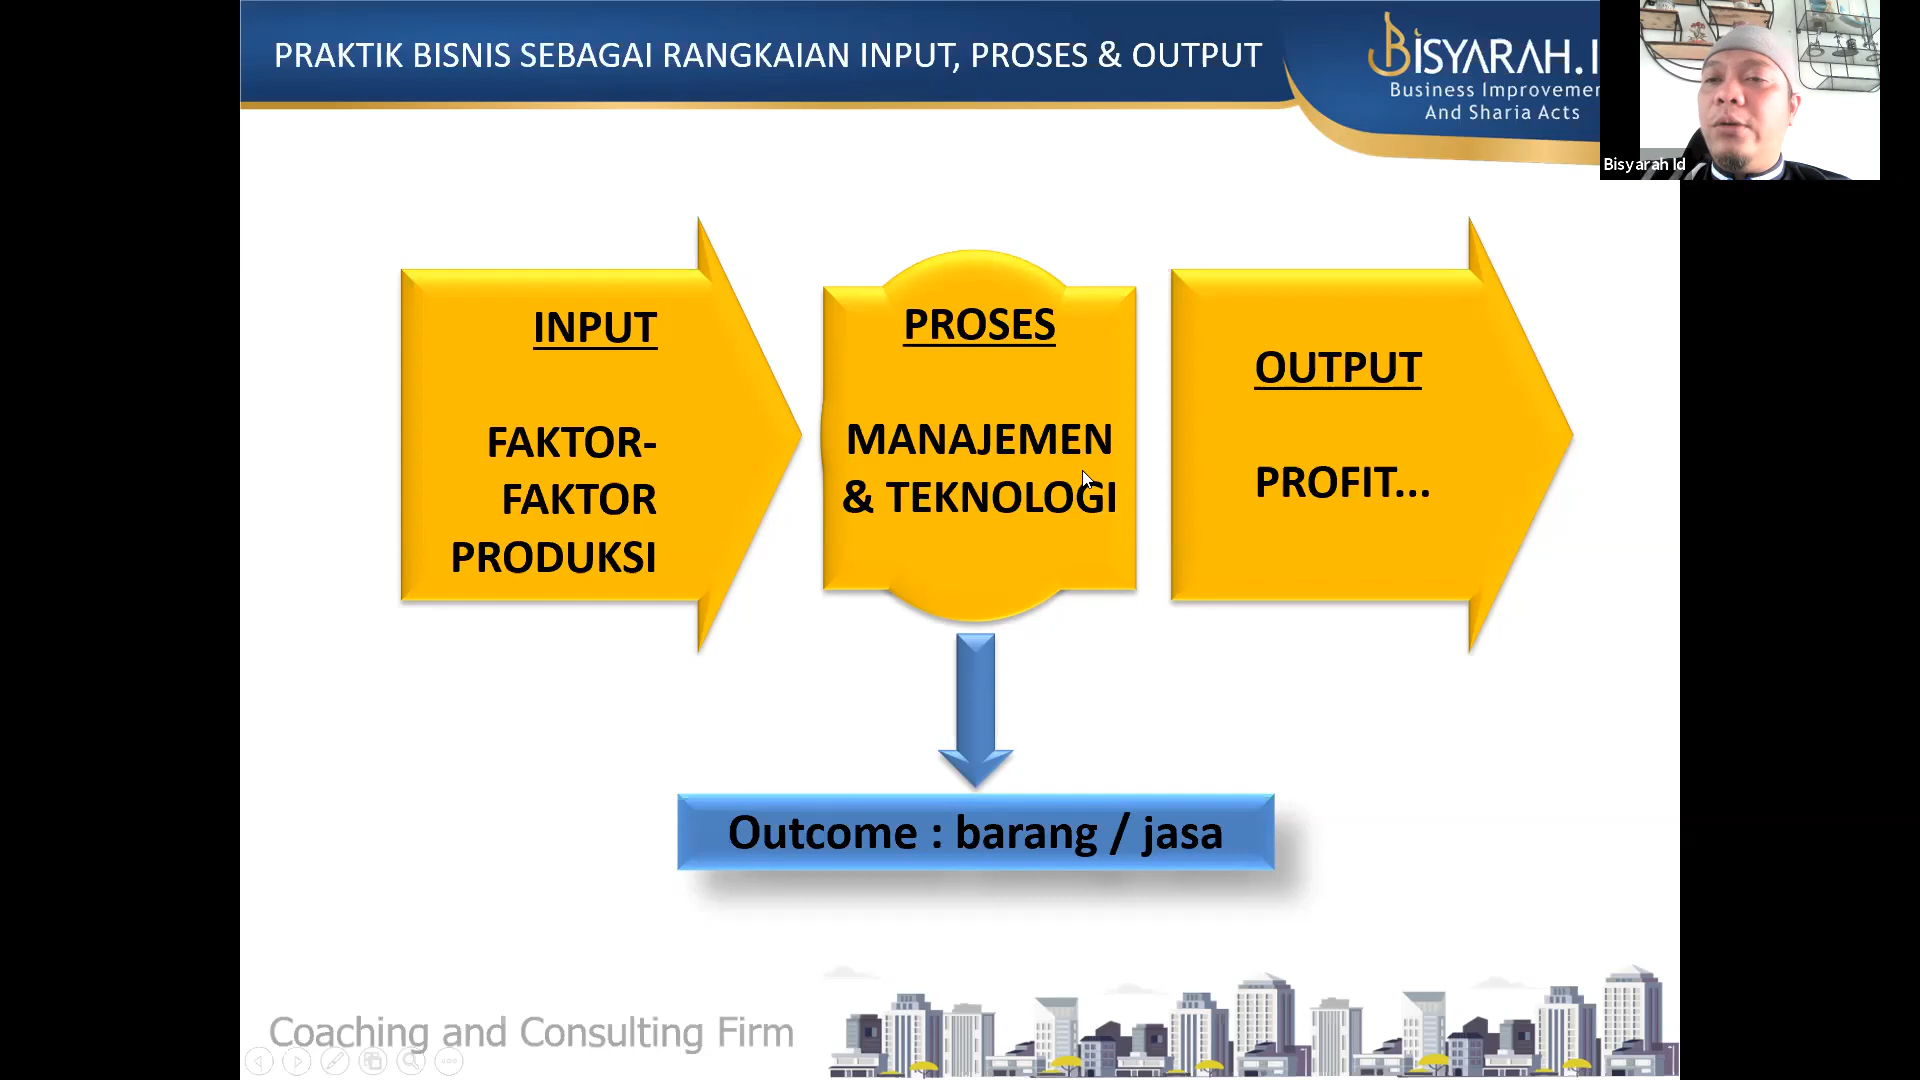 PRAKTIK BISNIS SEBAGAI RANGKAIAN INPUT, PROSES & OUTPUT
BISYARAH.I
Business Improvemen
And Sharia Acts
Bisyarah Id
INPUT
FAKTOR-
FAKTOR
PRODUKSI
PROSES
MANAJEMEN
& TEKNOLOGI
OUTPUT
PROFIT...
Outcome : barang / jasa
Coaching and Consulting Firm